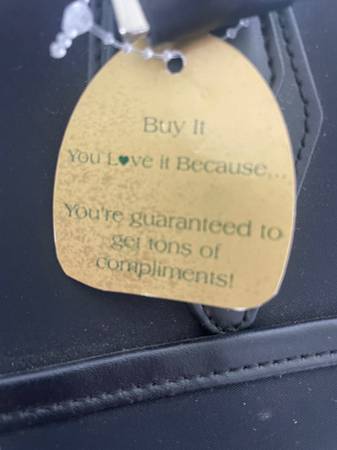 Buy It
You L♥ve it Because...
You're guaranteed to
get tons of
compliments!